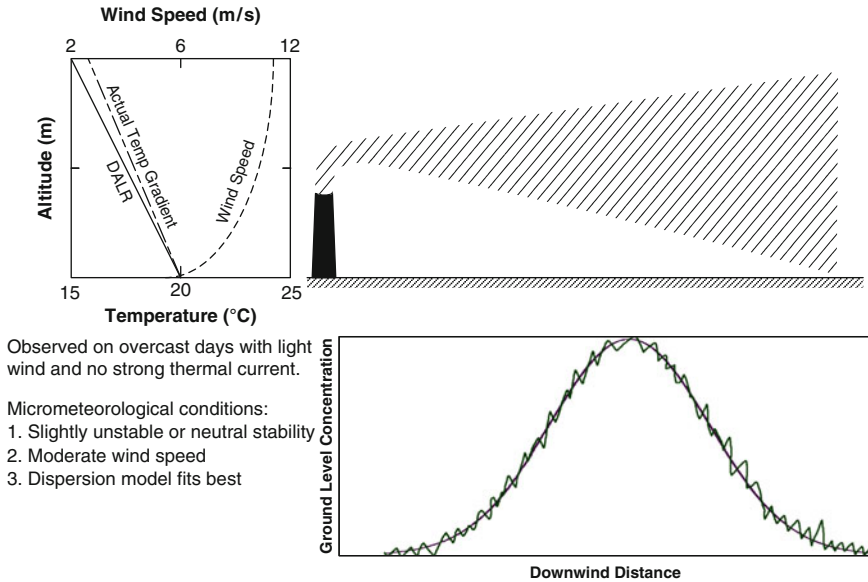 Wind Speed (m/s)
2 6 12
Altitude (m)
Actual Temp Gradient
DALR
Wind Speed
15 20 25
Temperature (°C)
Observed on overcast days with light
wind and no strong thermal current.
Micrometeorological conditions:
1. Slightly unstable or neutral stability
2. Moderate wind speed
3. Dispersion model fits best
Ground Level Concentration
Downwind Distance